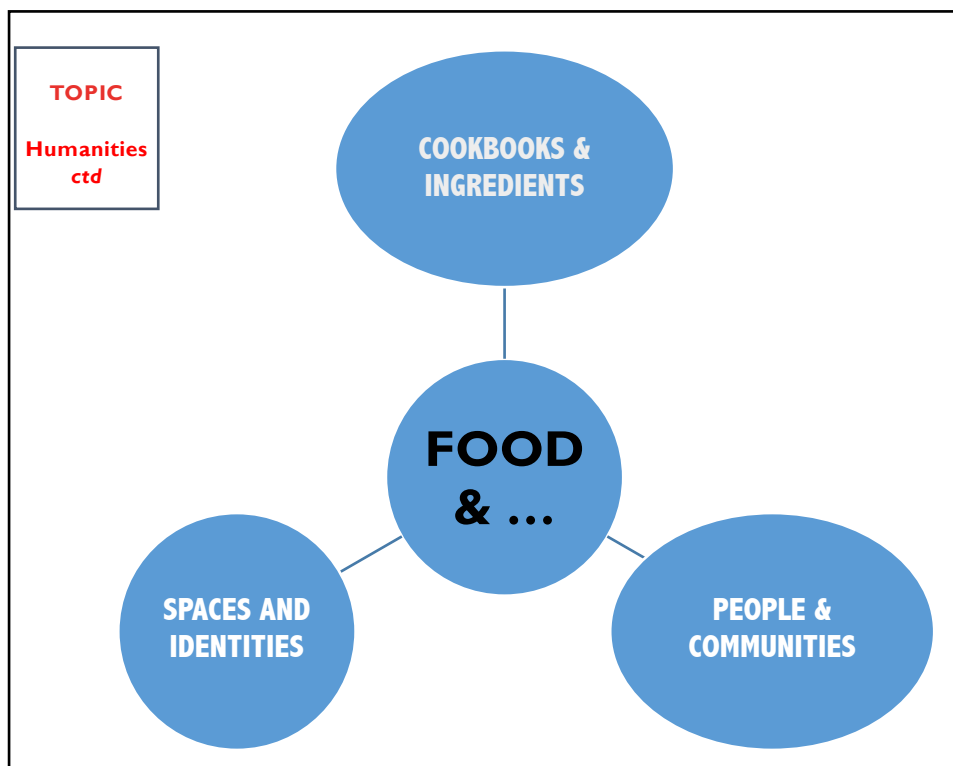 TOPIC
Humanities
ctd
COOKBOOKS &
INGREDIENTS
FOOD
& ...
SPACES AND
IDENTITIES
PEOPLE &
COMMUNITIES